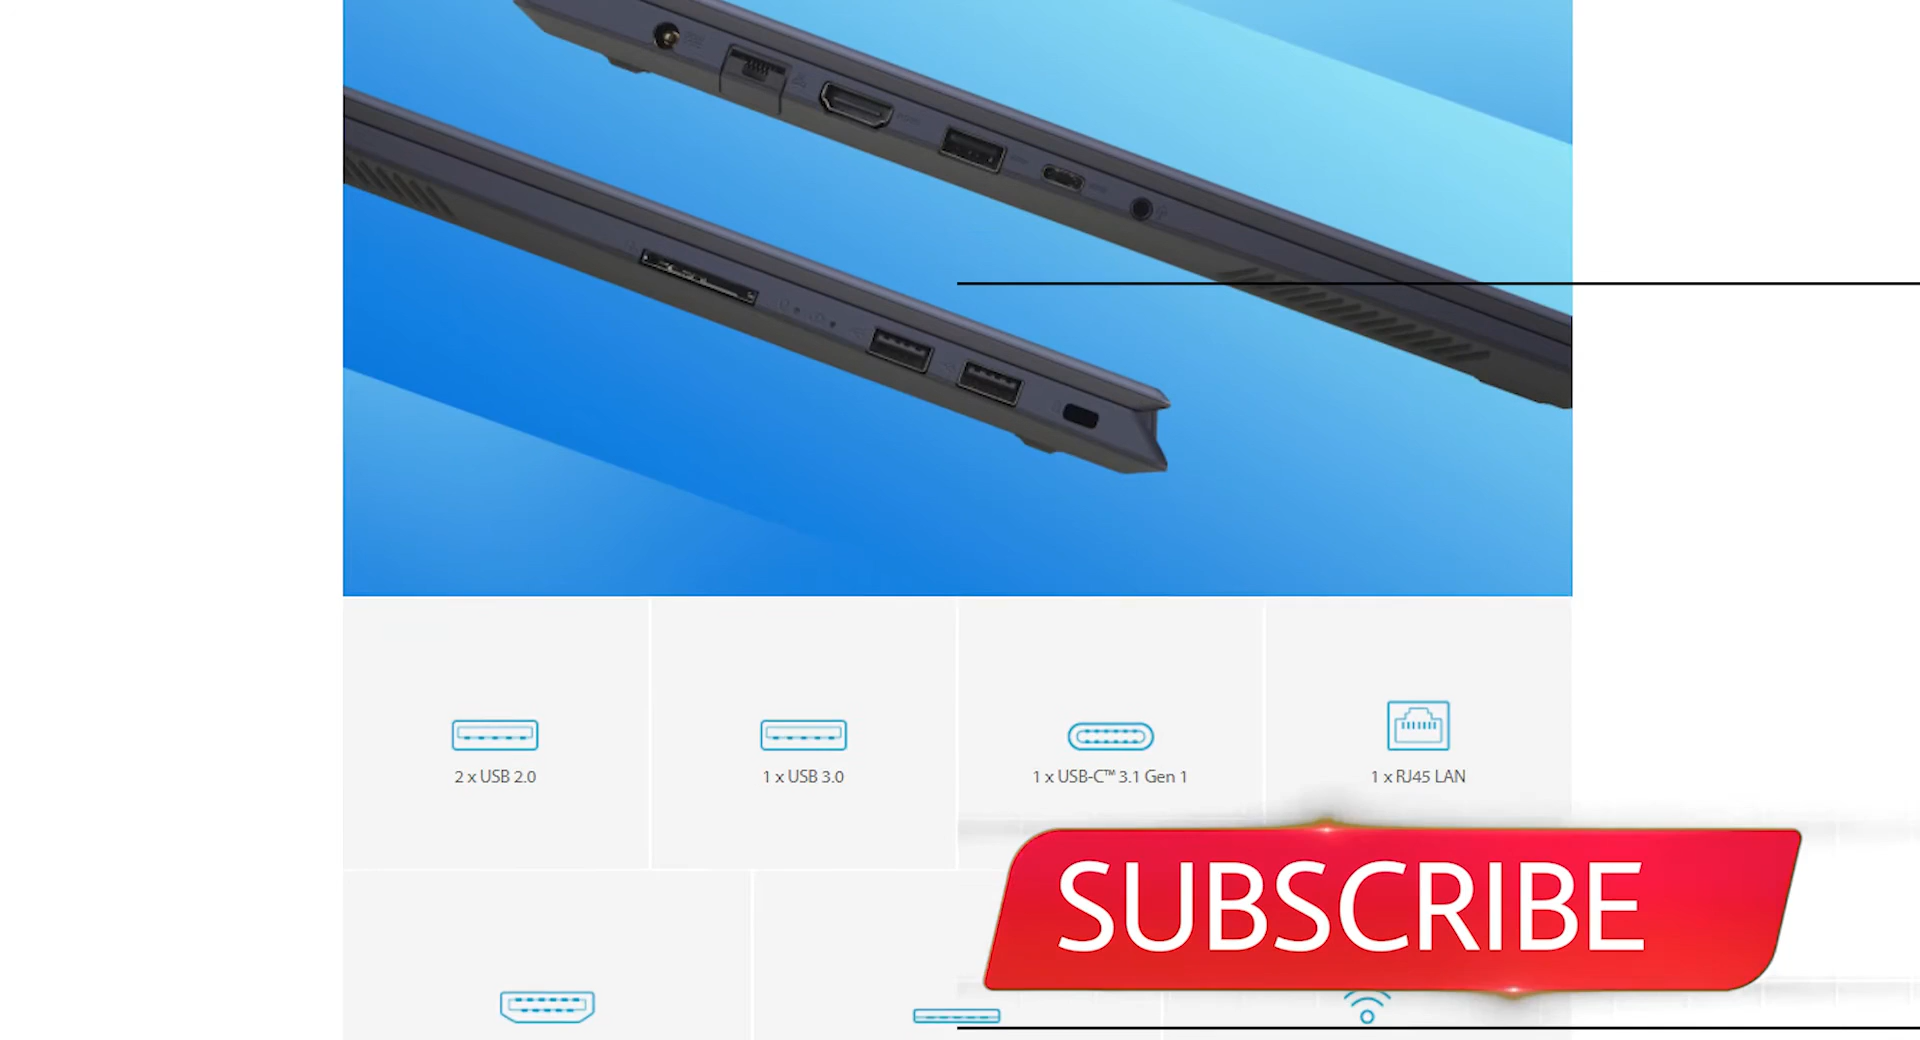 2 x USB 2.0
1 x USB 3.0
1 x USB-C™ 3.1 Gen 1
1 x RJ45 LAN
SUBSCRIBE